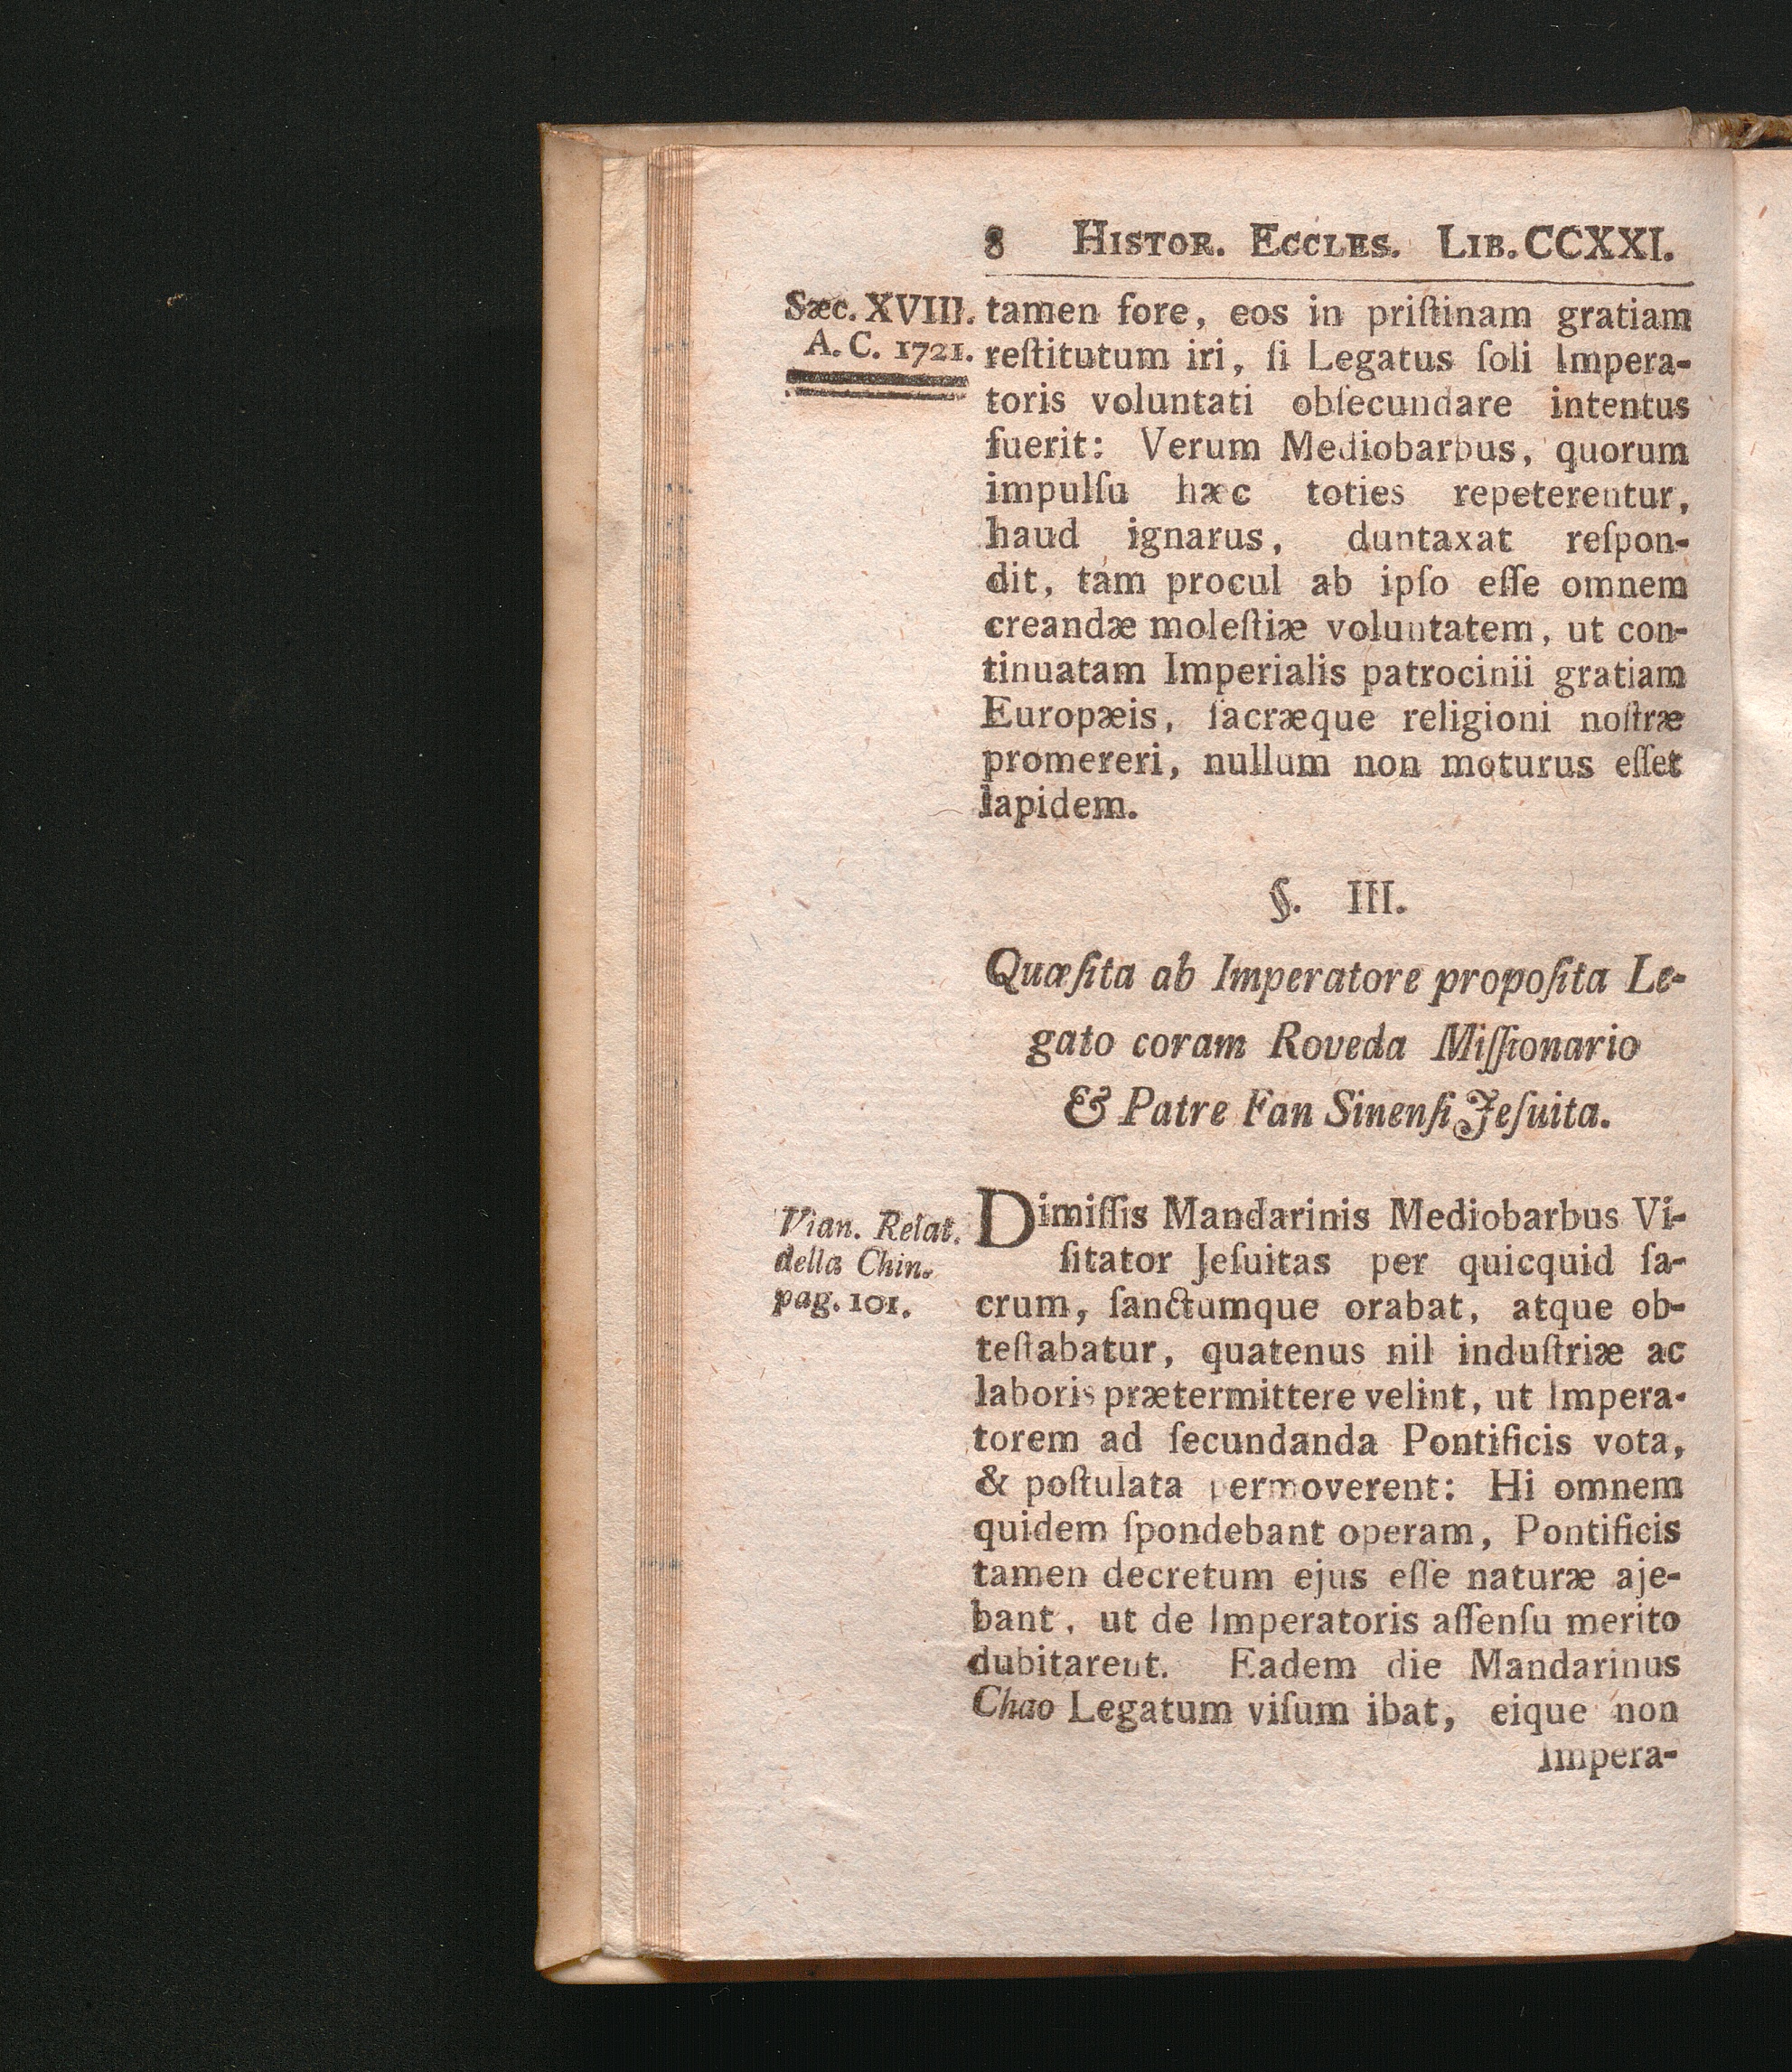 8 Histor. Eccles. Lib. CCXXI.
Sæc. XVIII.
A. C. 1721.
tamen fore, eos in priſtinam gratiam
reſtitutum iri, ſi Legatus ſoli Impera-
toris voluntati obſecundare intentus
fuerit: Verum Mediobarbus, quorum
impulſu hæc toties repeterentur,
haud ignarus, duntaxat reſpon-
dit, tam procul ab ipſo eſſe omnem
creandæ moleſtiæ voluntatem, ut con-
tinuatam Imperialis patrocinii gratiam
Europæis, ſacræque religioni noſtræ
promereri, nullum non moturus eſſet
lapidem.
§. III.
Quæſita ab Imperatore propoſita Le-
gato coram Roveda Miſſionario
& Patre Fan Sinenſi Jeſuita.
Vian. Relat.
della Chin.
pag. 101.
Dimiſſis Mandarinis Mediobarbus Vi-
ſitator Jeſuitas per quicquid ſa-
crum, ſanctumque orabat, atque ob-
teſtabatur, quatenus nil induſtriæ ac
laboris prætermittere velint, ut Impera-
torem ad ſecundanda Pontificis vota,
& poſtulata permoverent: Hi omnem
quidem ſpondebant operam, Pontificis
tamen decretum ejus eſſe naturæ aje-
bant, ut de Imperatoris aſſenſu merito
dubitarent. Eadem die Mandarinus
Chao Legatum viſum ibat, eique non
Impera-